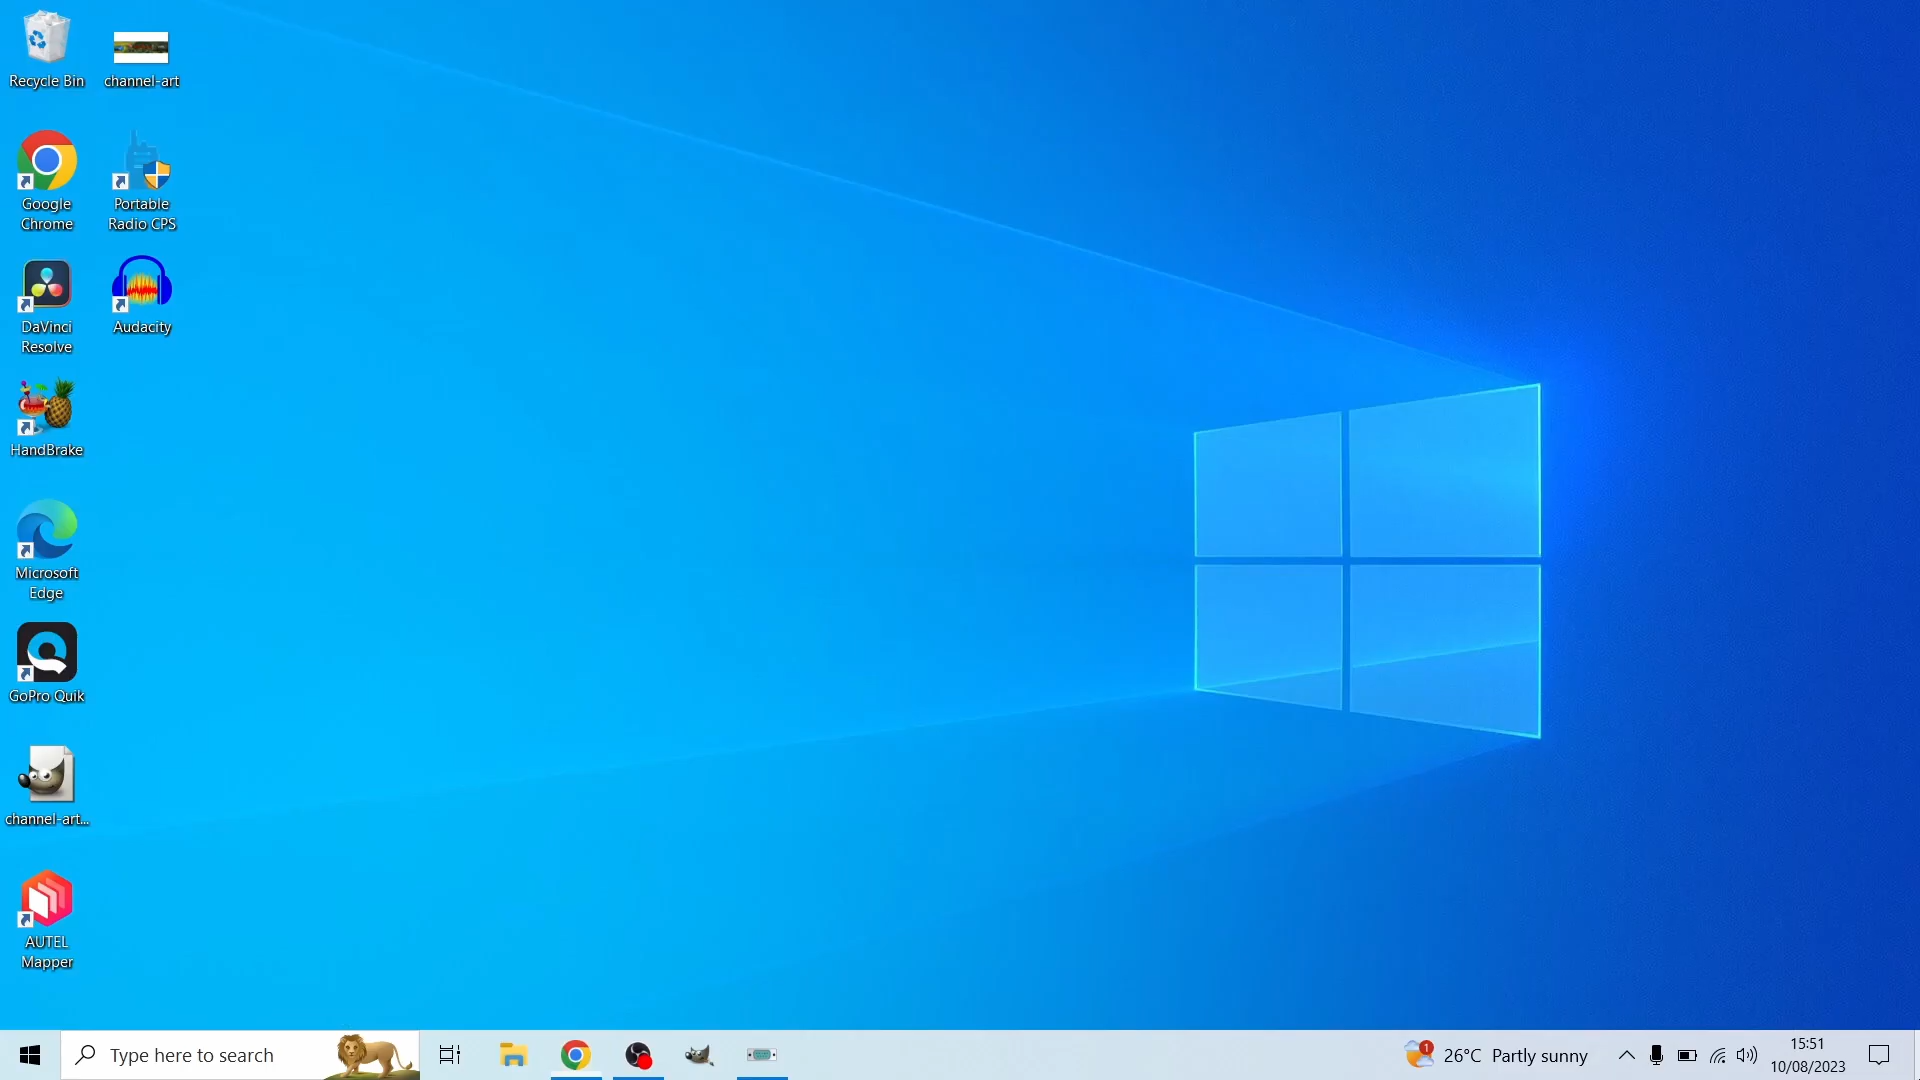 Recycle Bin
channel-art
Google
Chrome
Portable
Radio CPS
DaVinci
Resolve
Audacity
HandBrake
Microsoft
Edge
GoPro Quik
channel-art...
AUTEL
Mapper
Type here to search
1
26°C Partly sunny
15:51
10/08/2023